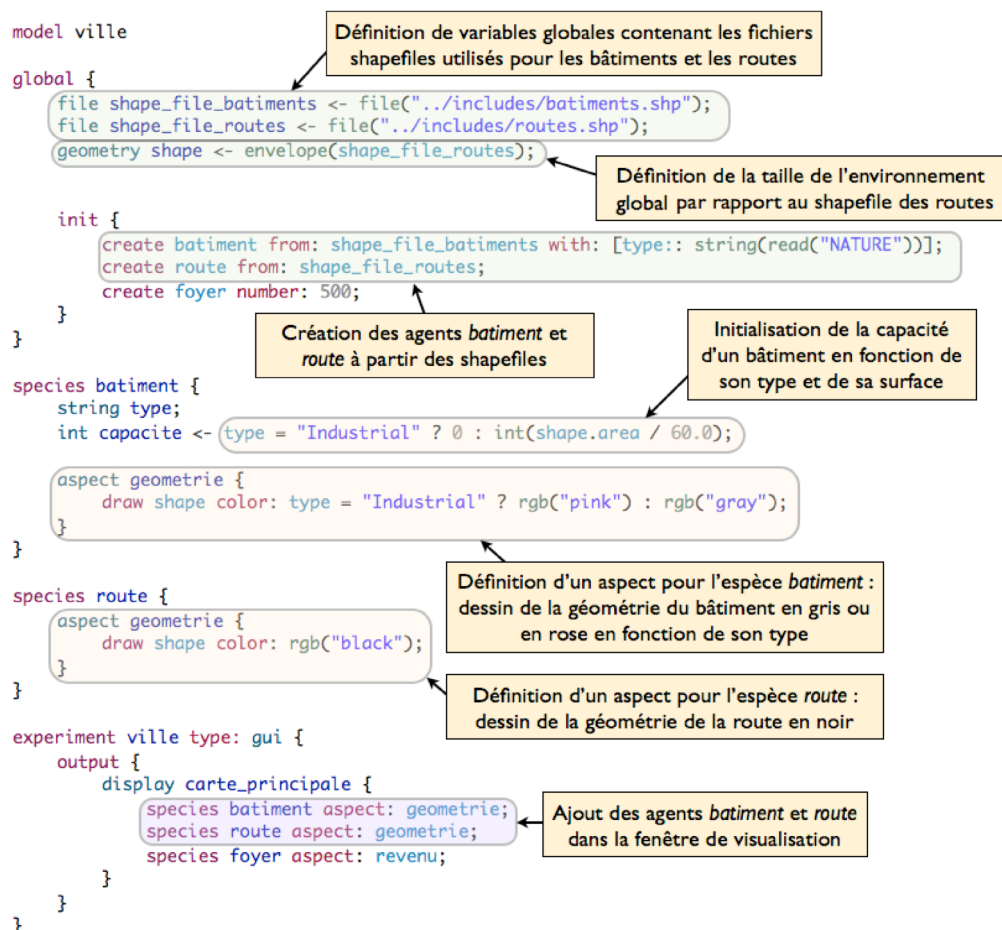 model ville
Définition de variables globales contenant les fichiers
shapefiles utilisés pour les bâtiments et les routes
global {
file shape_file_batiments <- file("../includes/batiments.shp");
file shape_file_routes <- file("../includes/routes.shp");
geometry shape <- envelope(shape_file_routes);
Définition de la taille de l'environnement
global par rapport au shapefile des routes
init {
create batiment from: shape_file_batiments with: [type:: string(read("NATURE"))];
create route from: shape_file_routes;
create foyer number: 500;
}
}
Création des agents batiment et
route à partir des shapefiles
Initialisation de la capacité
d'un bâtiment en fonction de
son type et de sa surface
species batiment {
string type;
int capacite <- type = "Industrial" ? 0 : int(shape.area / 60.0);
aspect geometrie {
draw shape color: type = "Industrial" ? rgb("pink") : rgb("gray");
}
}
Définition d'un aspect pour l'espèce batiment :
dessin de la géométrie du bâtiment en gris ou
en rose en fonction de son type
species route {
aspect geometrie {
draw shape color: rgb("black");
}
}
Définition d'un aspect pour l'espèce route :
dessin de la géométrie de la route en noir
experiment ville type: gui {
output {
display carte_principale {
species batiment aspect: geometrie;
species route aspect: geometrie;
species foyer aspect: revenu;
}
}
}
Ajout des agents batiment et route
dans la fenêtre de visualisation